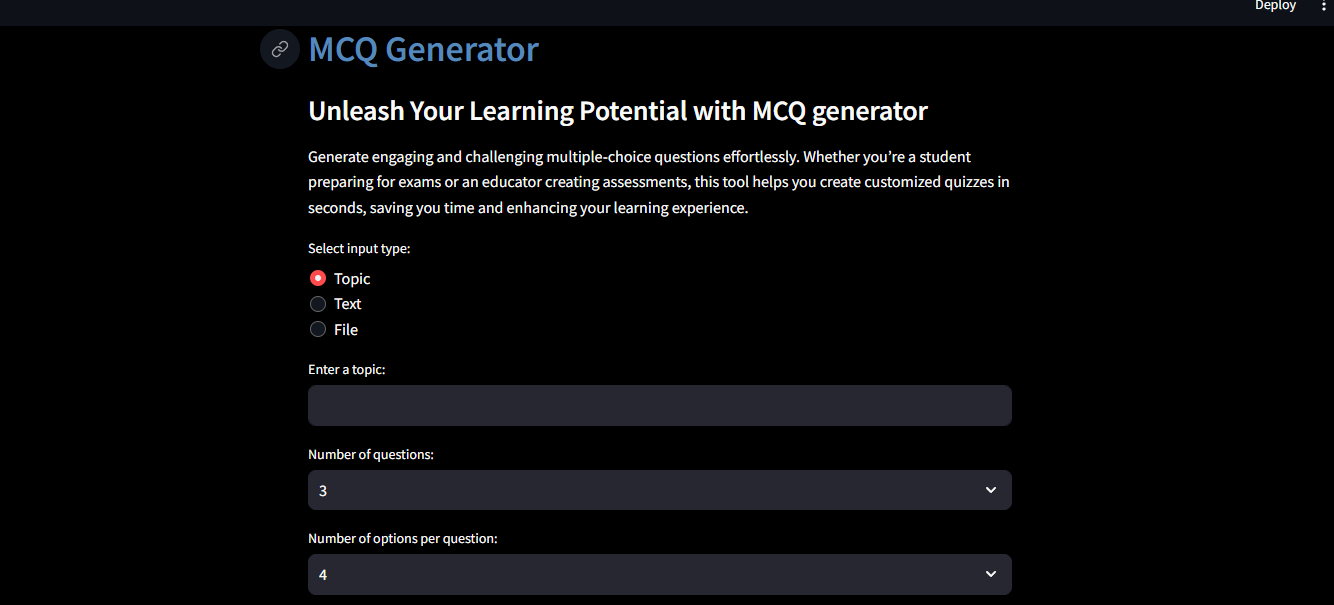 Deploy
MCQ Generator
Unleash Your Learning Potential with MCQ generator
Generate engaging and challenging multiple-choice questions effortlessly. Whether you’re a student
preparing for exams or an educator creating assessments, this tool helps you create customized quizzes in
seconds, saving you time and enhancing your learning experience.
Select input type:
Topic
Text
File
Enter a topic:
Number of questions:
3
Number of options per question:
4